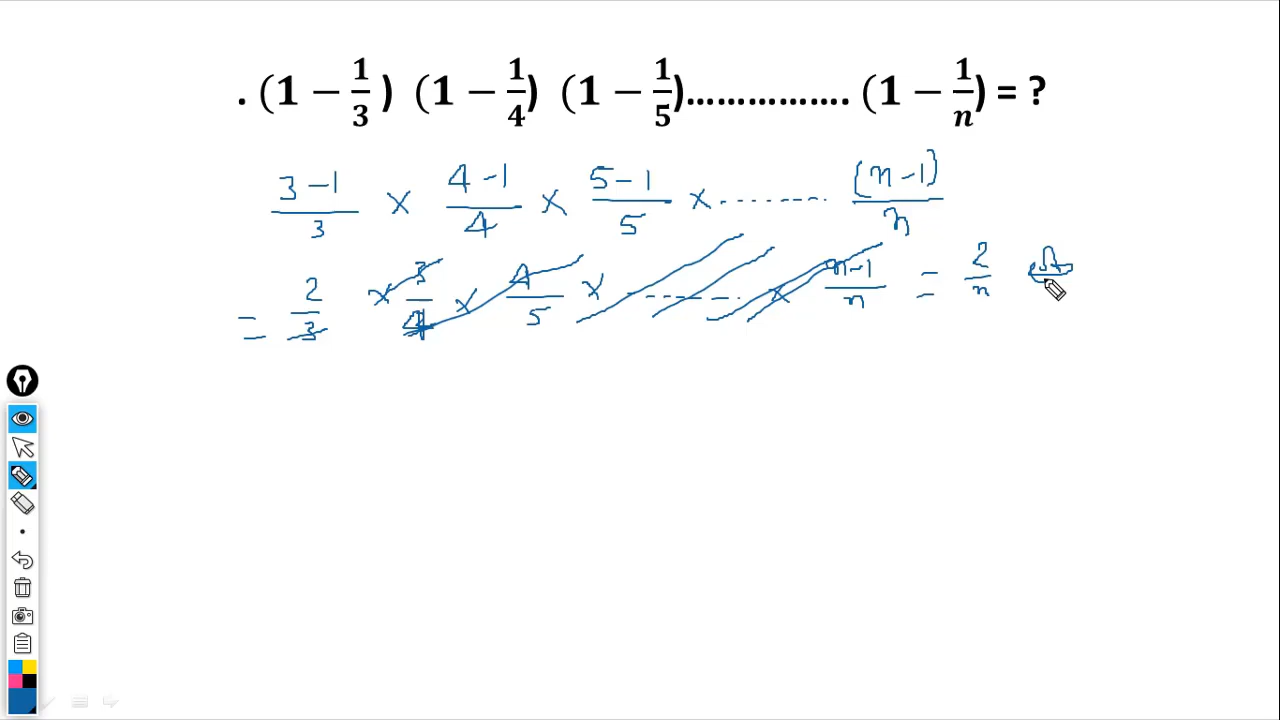 . (1 − 1/3 ) (1 − 1/4) (1 − 1/5)................ (1 − 1/n) = ?
3-1/3 × 4-1/4 × 5-1/5 × ........ (n-1)/n
= 2/3 × 3/4 × 4/5 × ........ × n-1/n = 2/n